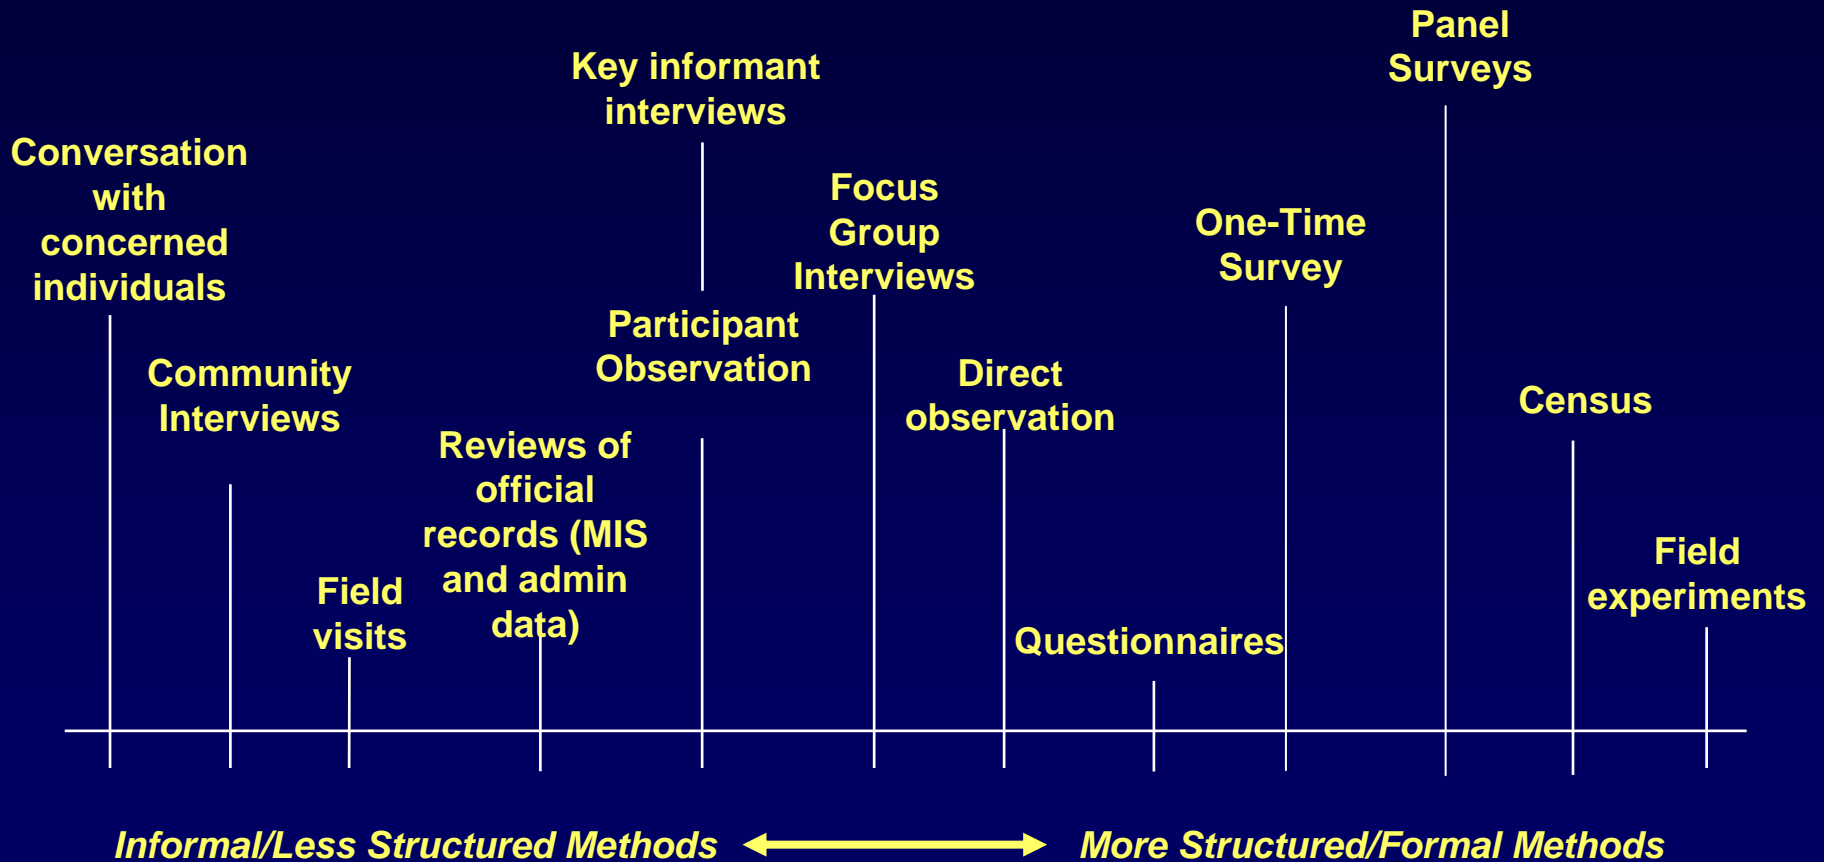 Panel
Surveys
Key informant
interviews
Conversation
with
concerned
individuals
Focus
Group
Interviews
One-Time
Survey
Participant
Observation
Community
Interviews
Direct
observation
Census
Reviews of
official
records (MIS
and admin
data)
Field
visits
Field
experiments
Questionnaires
Informal/Less Structured Methods
More Structured/Formal Methods